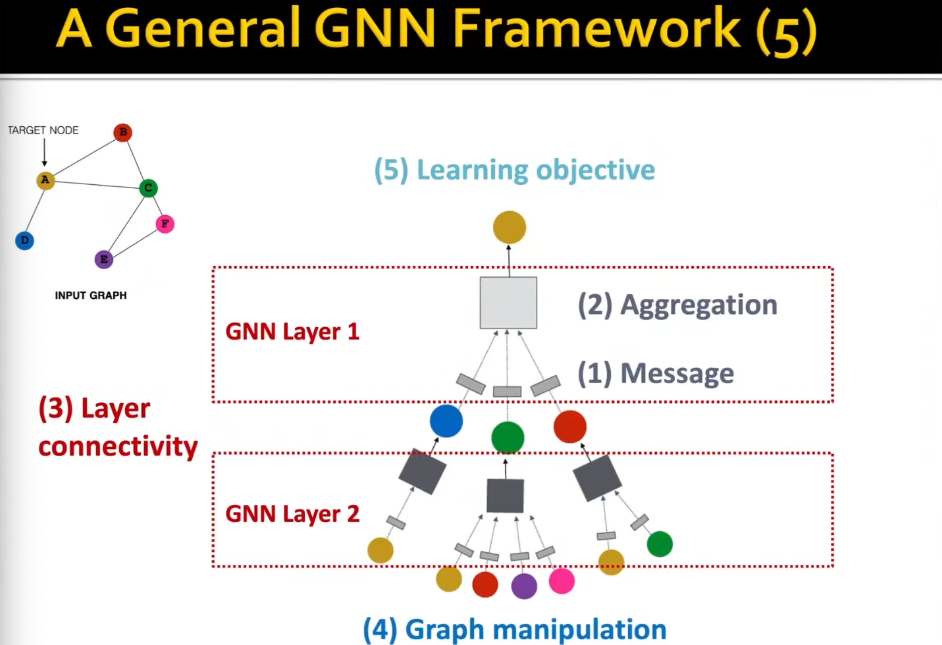 A General GNN Framework (5)
TARGET NODE
B
A
C
F
D
E
INPUT GRAPH
(5) Learning objective
(2) Aggregation
GNN Layer 1
(1) Message
(3) Layer
connectivity
GNN Layer 2
(4) Graph manipulation